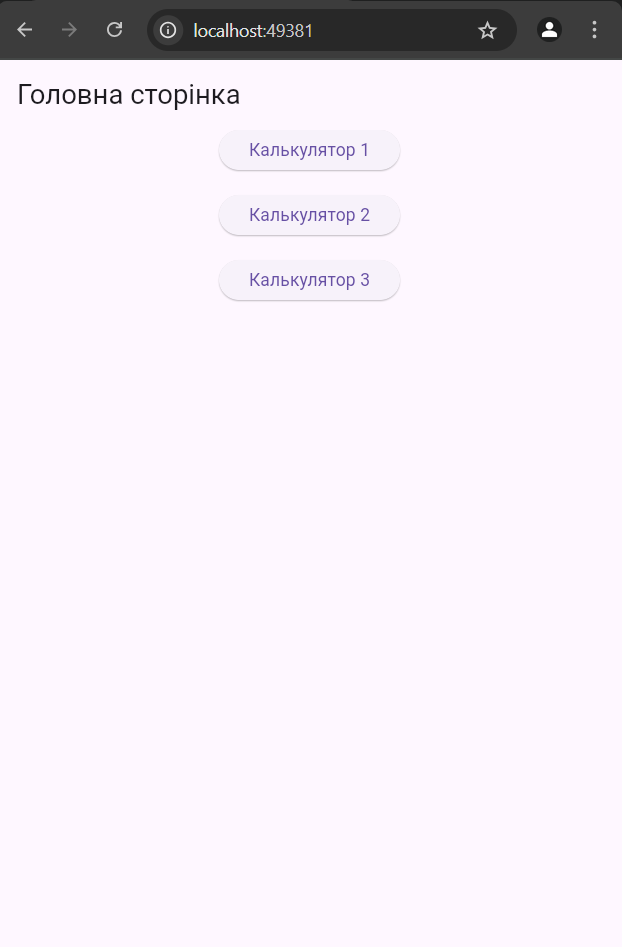 localhost:49381
Головна сторінка
Калькулятор 1
Калькулятор 2
Калькулятор 3